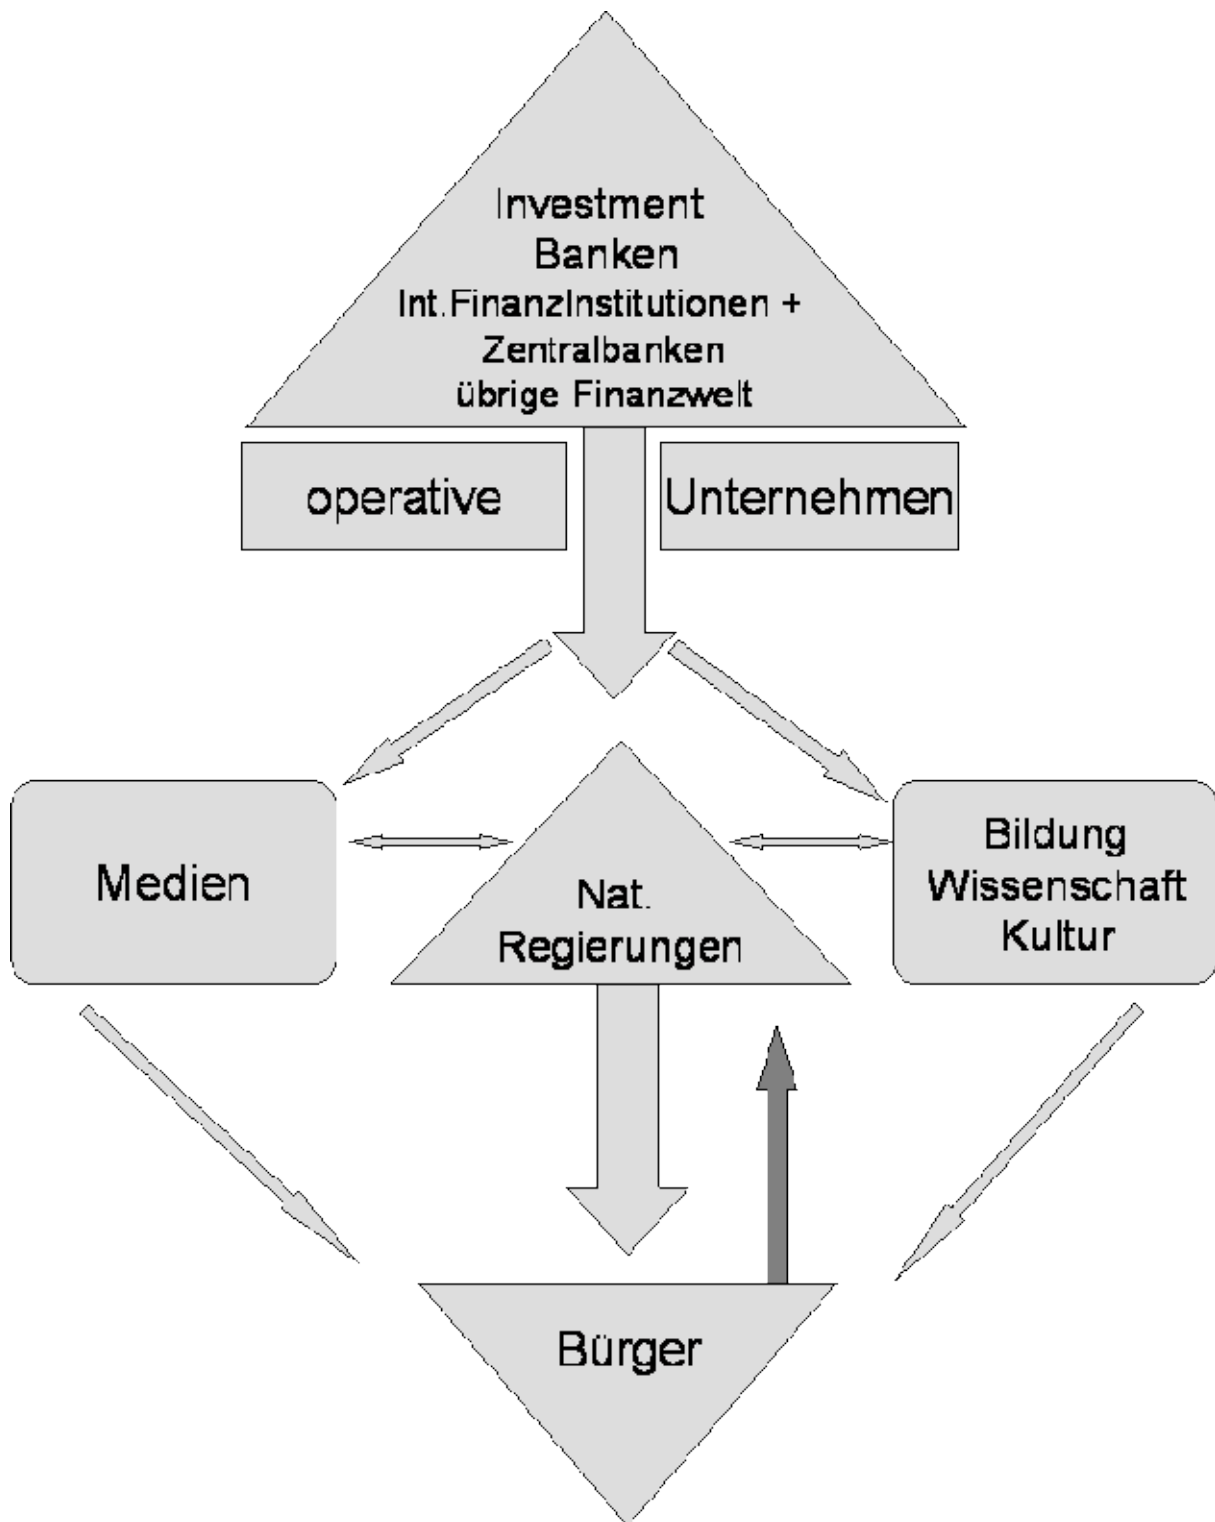 Investment
Banken
Int.FinanzInstitutionen +
Zentralbanken
übrige Finanzwelt
operative
Unternehmen
Medien
Nat.
Regierungen
Bildung
Wissenschaft
Kultur
Bürger